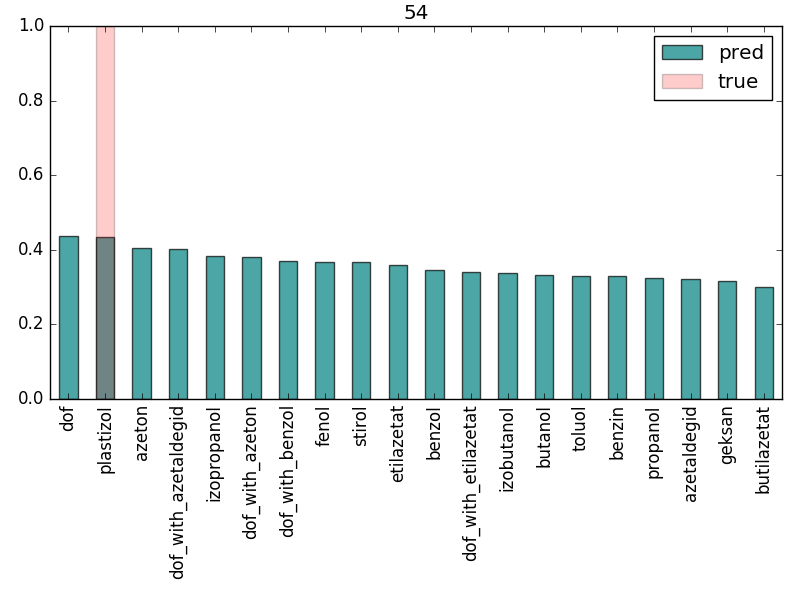 54
1.0
0.8
0.6
0.4
0.2
0.0
pred
true
dof
plastizol
azeton
dof_with_azetaldegid
izopropanol
dof_with_azeton
dof_with_benzol
fenol
stirol
etilazetat
benzol
dof_with_etilazetat
izobutanol
butanol
toluol
benzin
propanol
azetaldegid
geksan
butilazetat